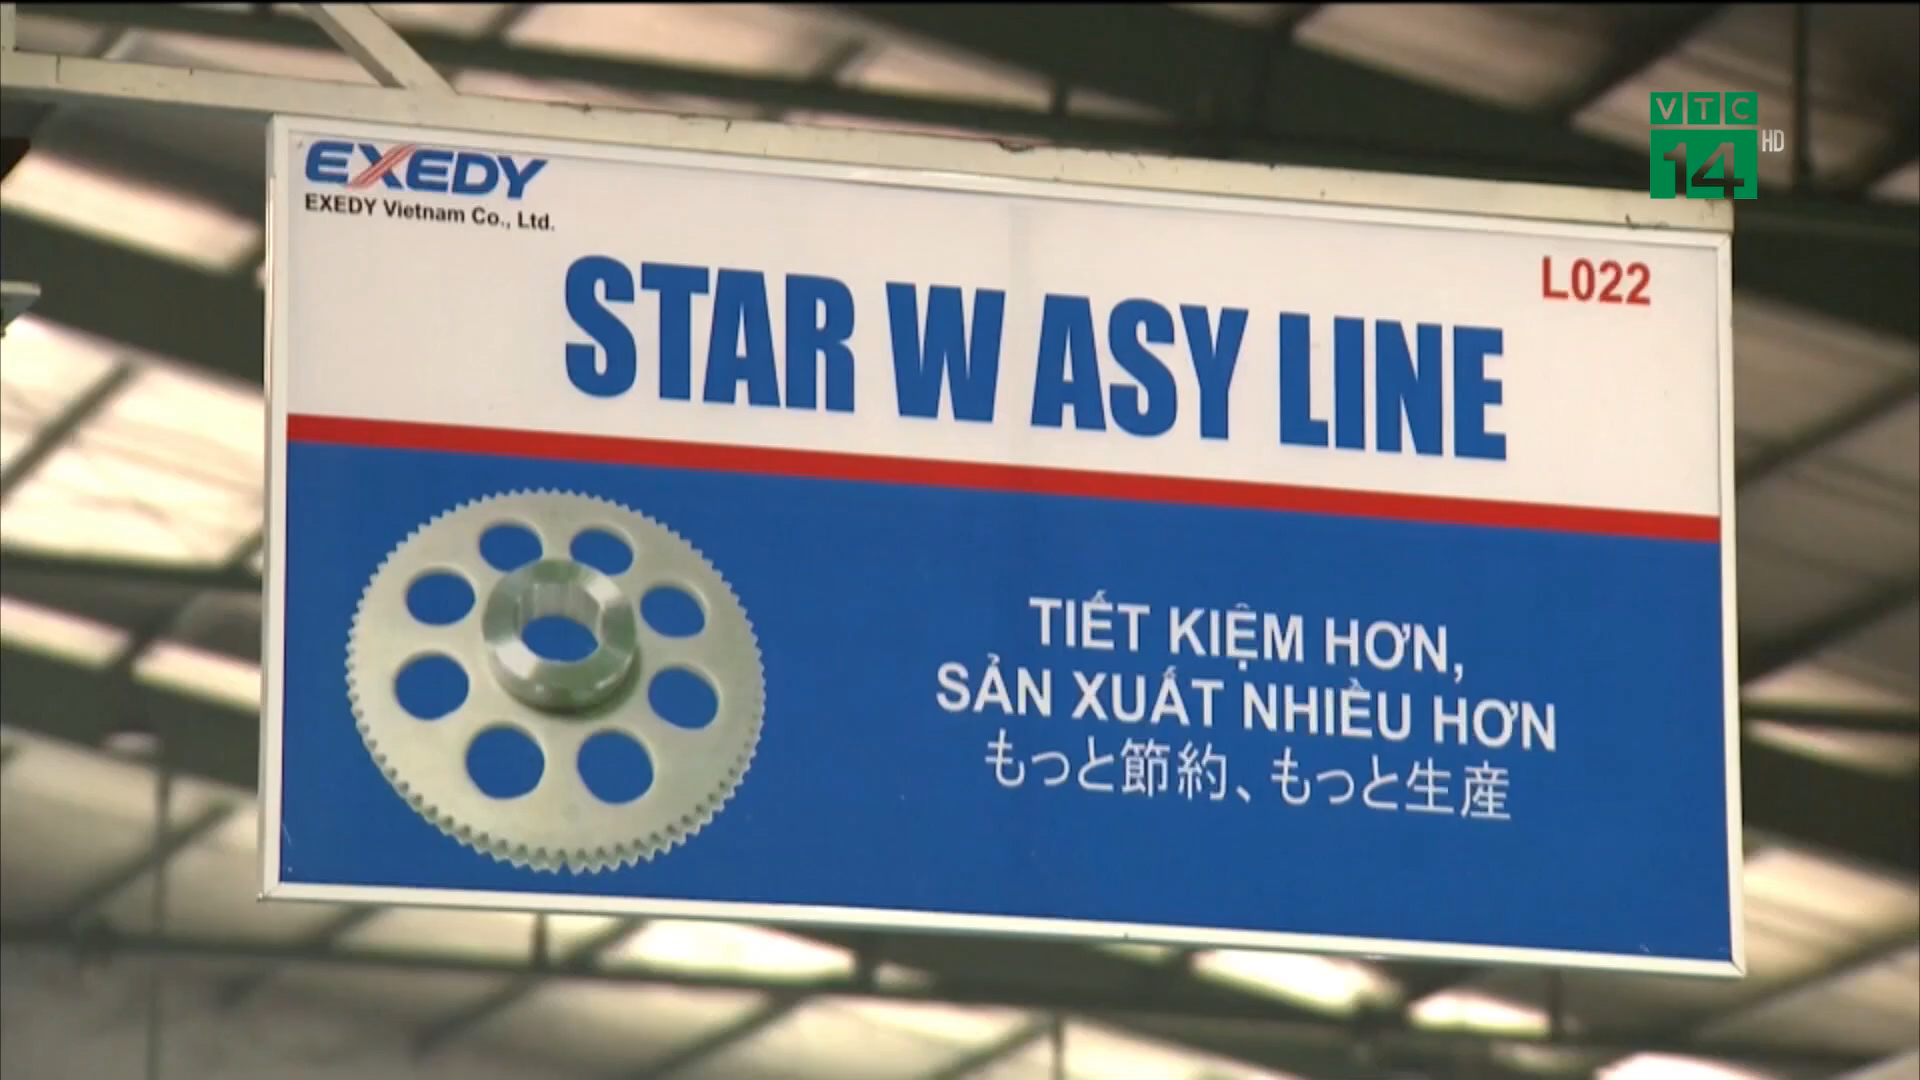 VTC
14 HD
EXEDY
EXEDY Vietnam Co., Ltd.
L022
STAR W ASY LINE
TIẾT KIỆM HƠN,
SẢN XUẤT NHIỀU HƠN
もっと節約、もっと生産